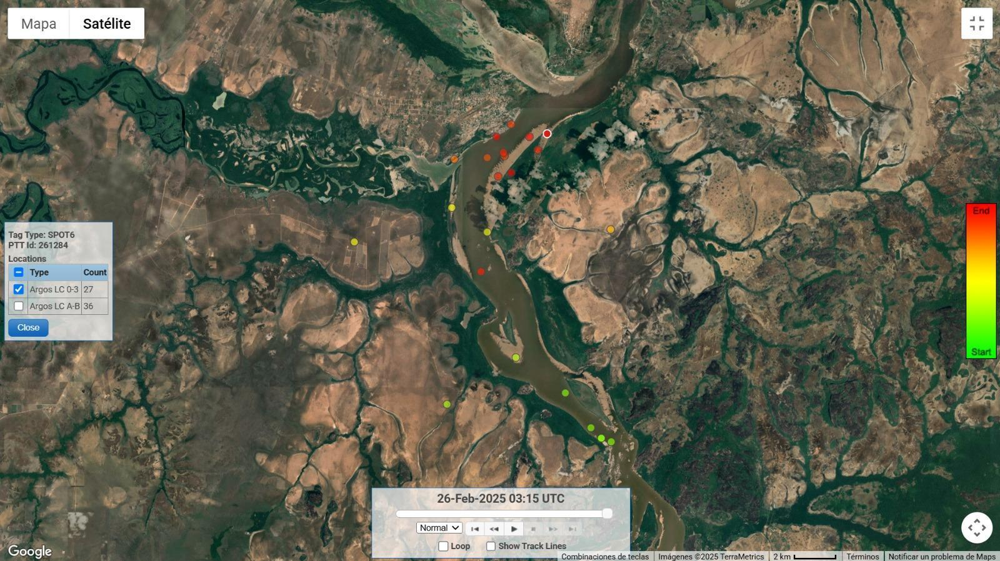 Mapa
Satélite
Tag Type: SPOT6
PTT Id: 261284
Locations
Type Count
Argos LC 0-3 27
Argos LC A-B 36
Close
End
Start
26-Feb-2025 03:15 UTC
Normal
Loop
Show Track Lines
Google
Combinaciones de teclas
Imágenes ©2025 TerraMetrics
2 km
Términos
Notificar un problema de Maps